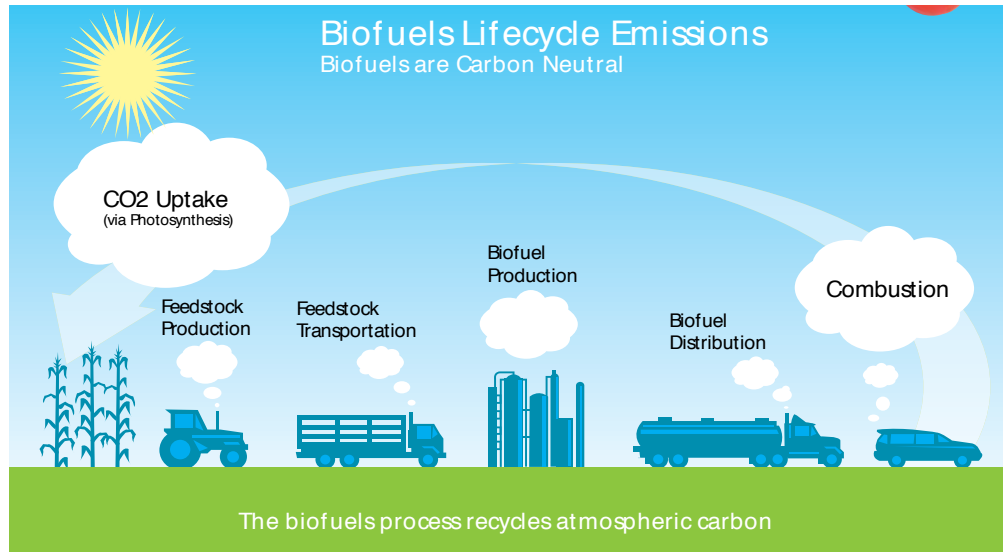 Biofuels Lifecycle Emissions
Biofuels are Carbon Neutral
CO2 Uptake
(via Photosynthesis)
Feedstock
Production
Feedstock
Transportation
Biofuel
Production
Biofuel
Distribution
Combustion
The biofuels process recycles atmospheric carbon